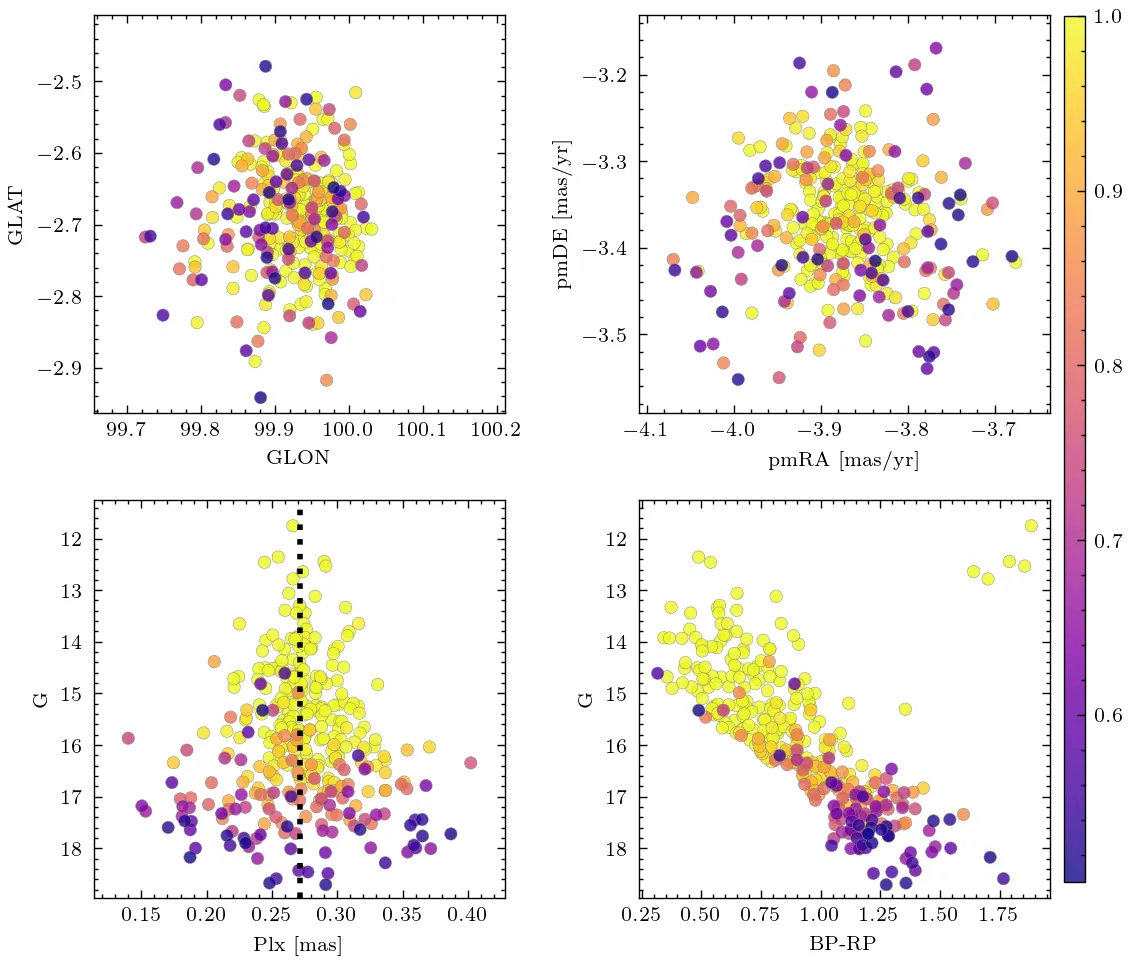 −2.5
−2.6
−2.7
−2.8
−2.9
GLAT
99.7 99.8 99.9 100.0 100.1 100.2
GLON
−3.2
−3.3
−3.4
−3.5
pmDE [mas/yr]
−4.1 −4.0 −3.9 −3.8 −3.7
pmRA [mas/yr]
12
13
14
15
16
17
18
G
0.15 0.20 0.25 0.30 0.35 0.40
Plx [mas]
12
13
14
15
16
17
18
G
0.25 0.50 0.75 1.00 1.25 1.50 1.75
BP-RP
1.0
0.9
0.8
0.7
0.6